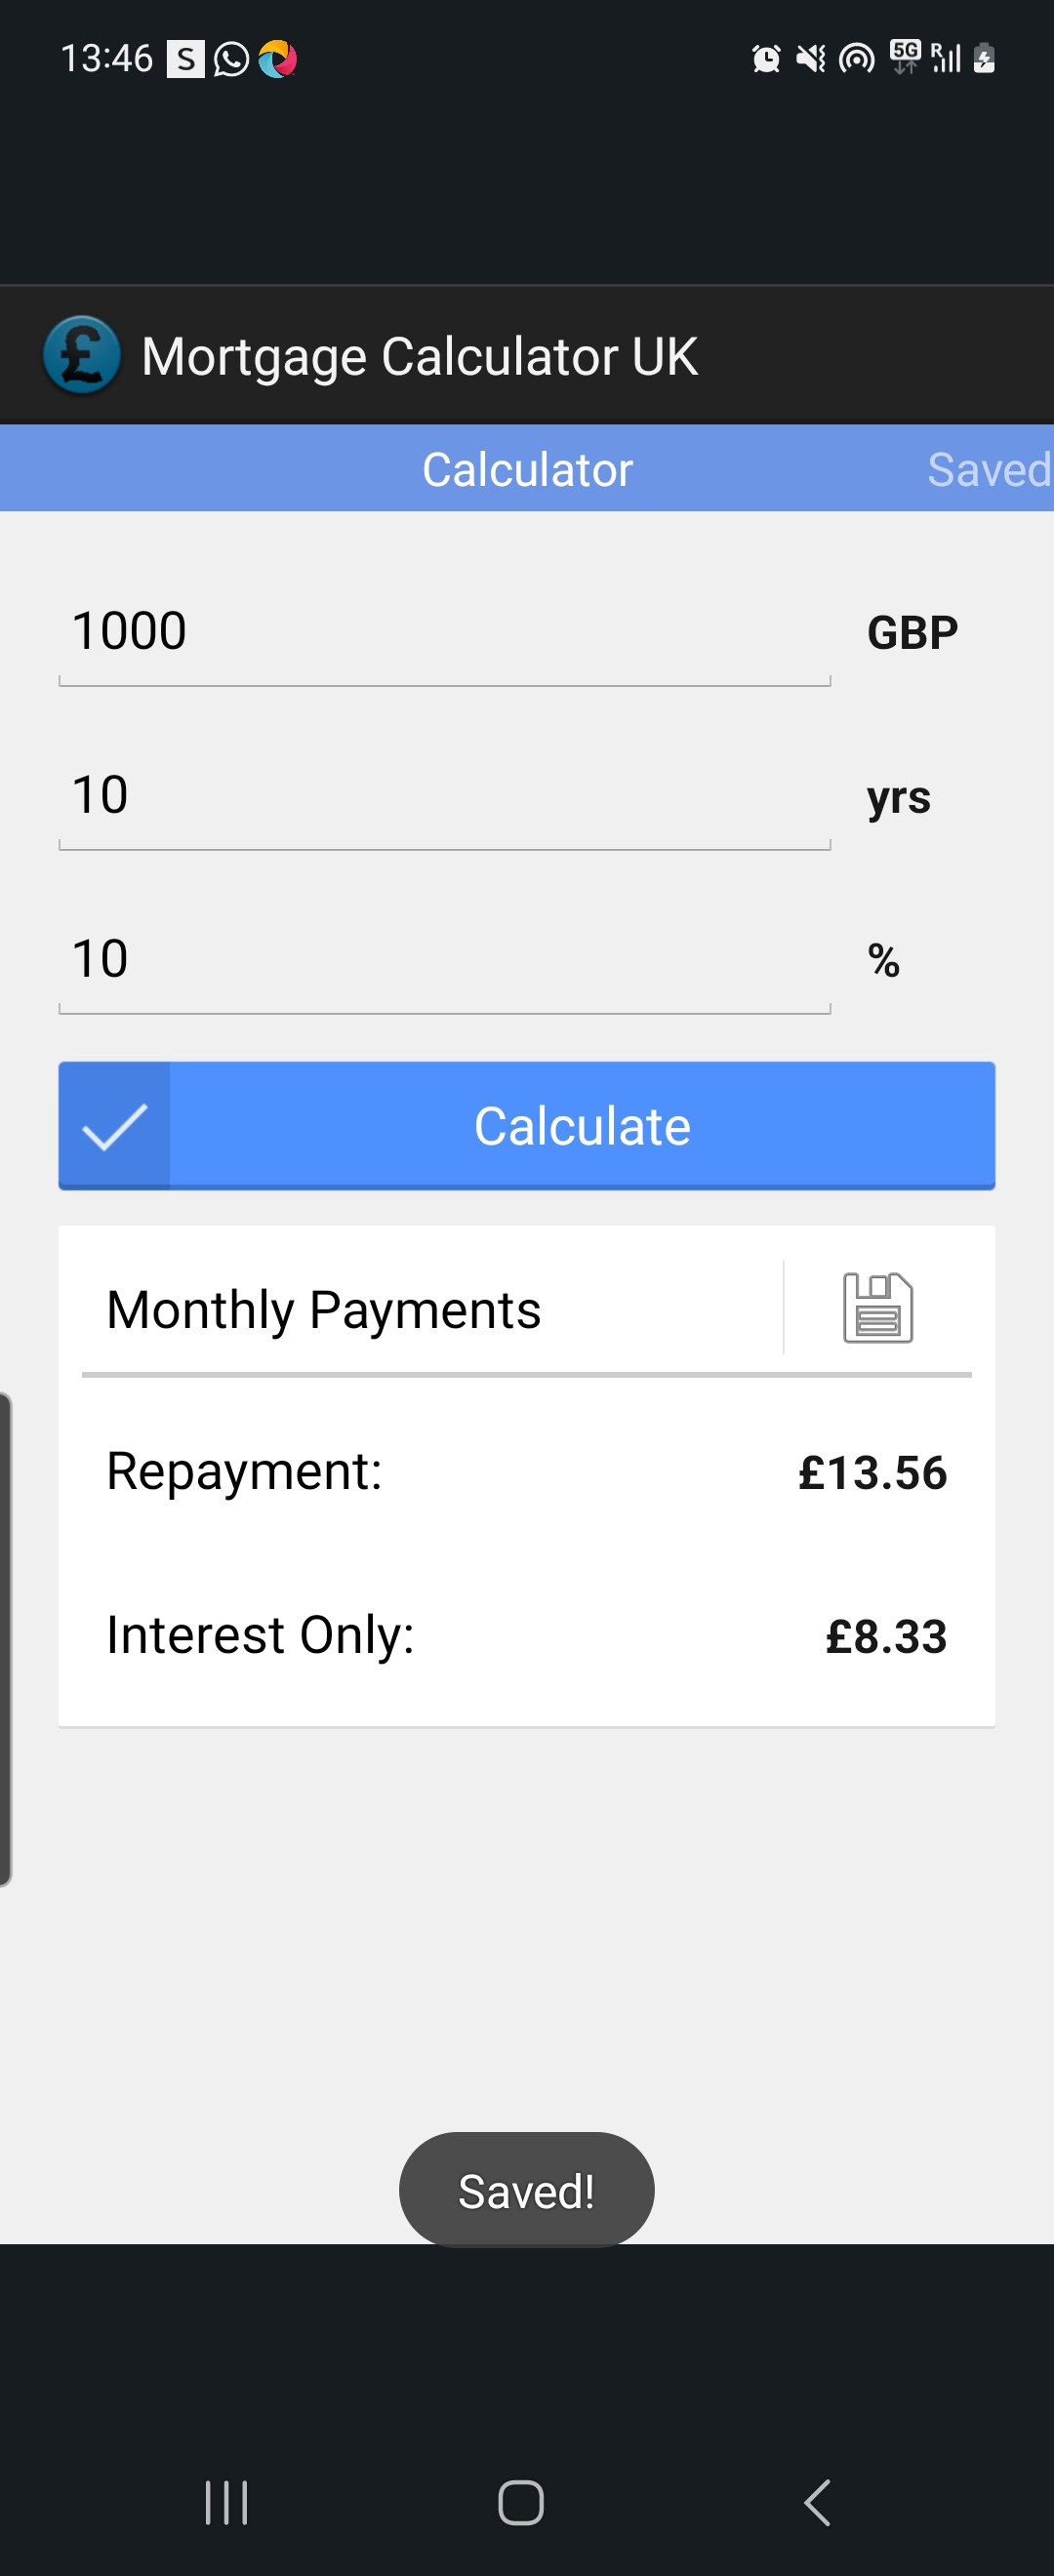 13:46 S 5G R
£ Mortgage Calculator UK
Calculator Saved
1000 GBP
10 yrs
10 %
Calculate
Monthly Payments
Repayment: £13.56
Interest Only: £8.33
Saved!